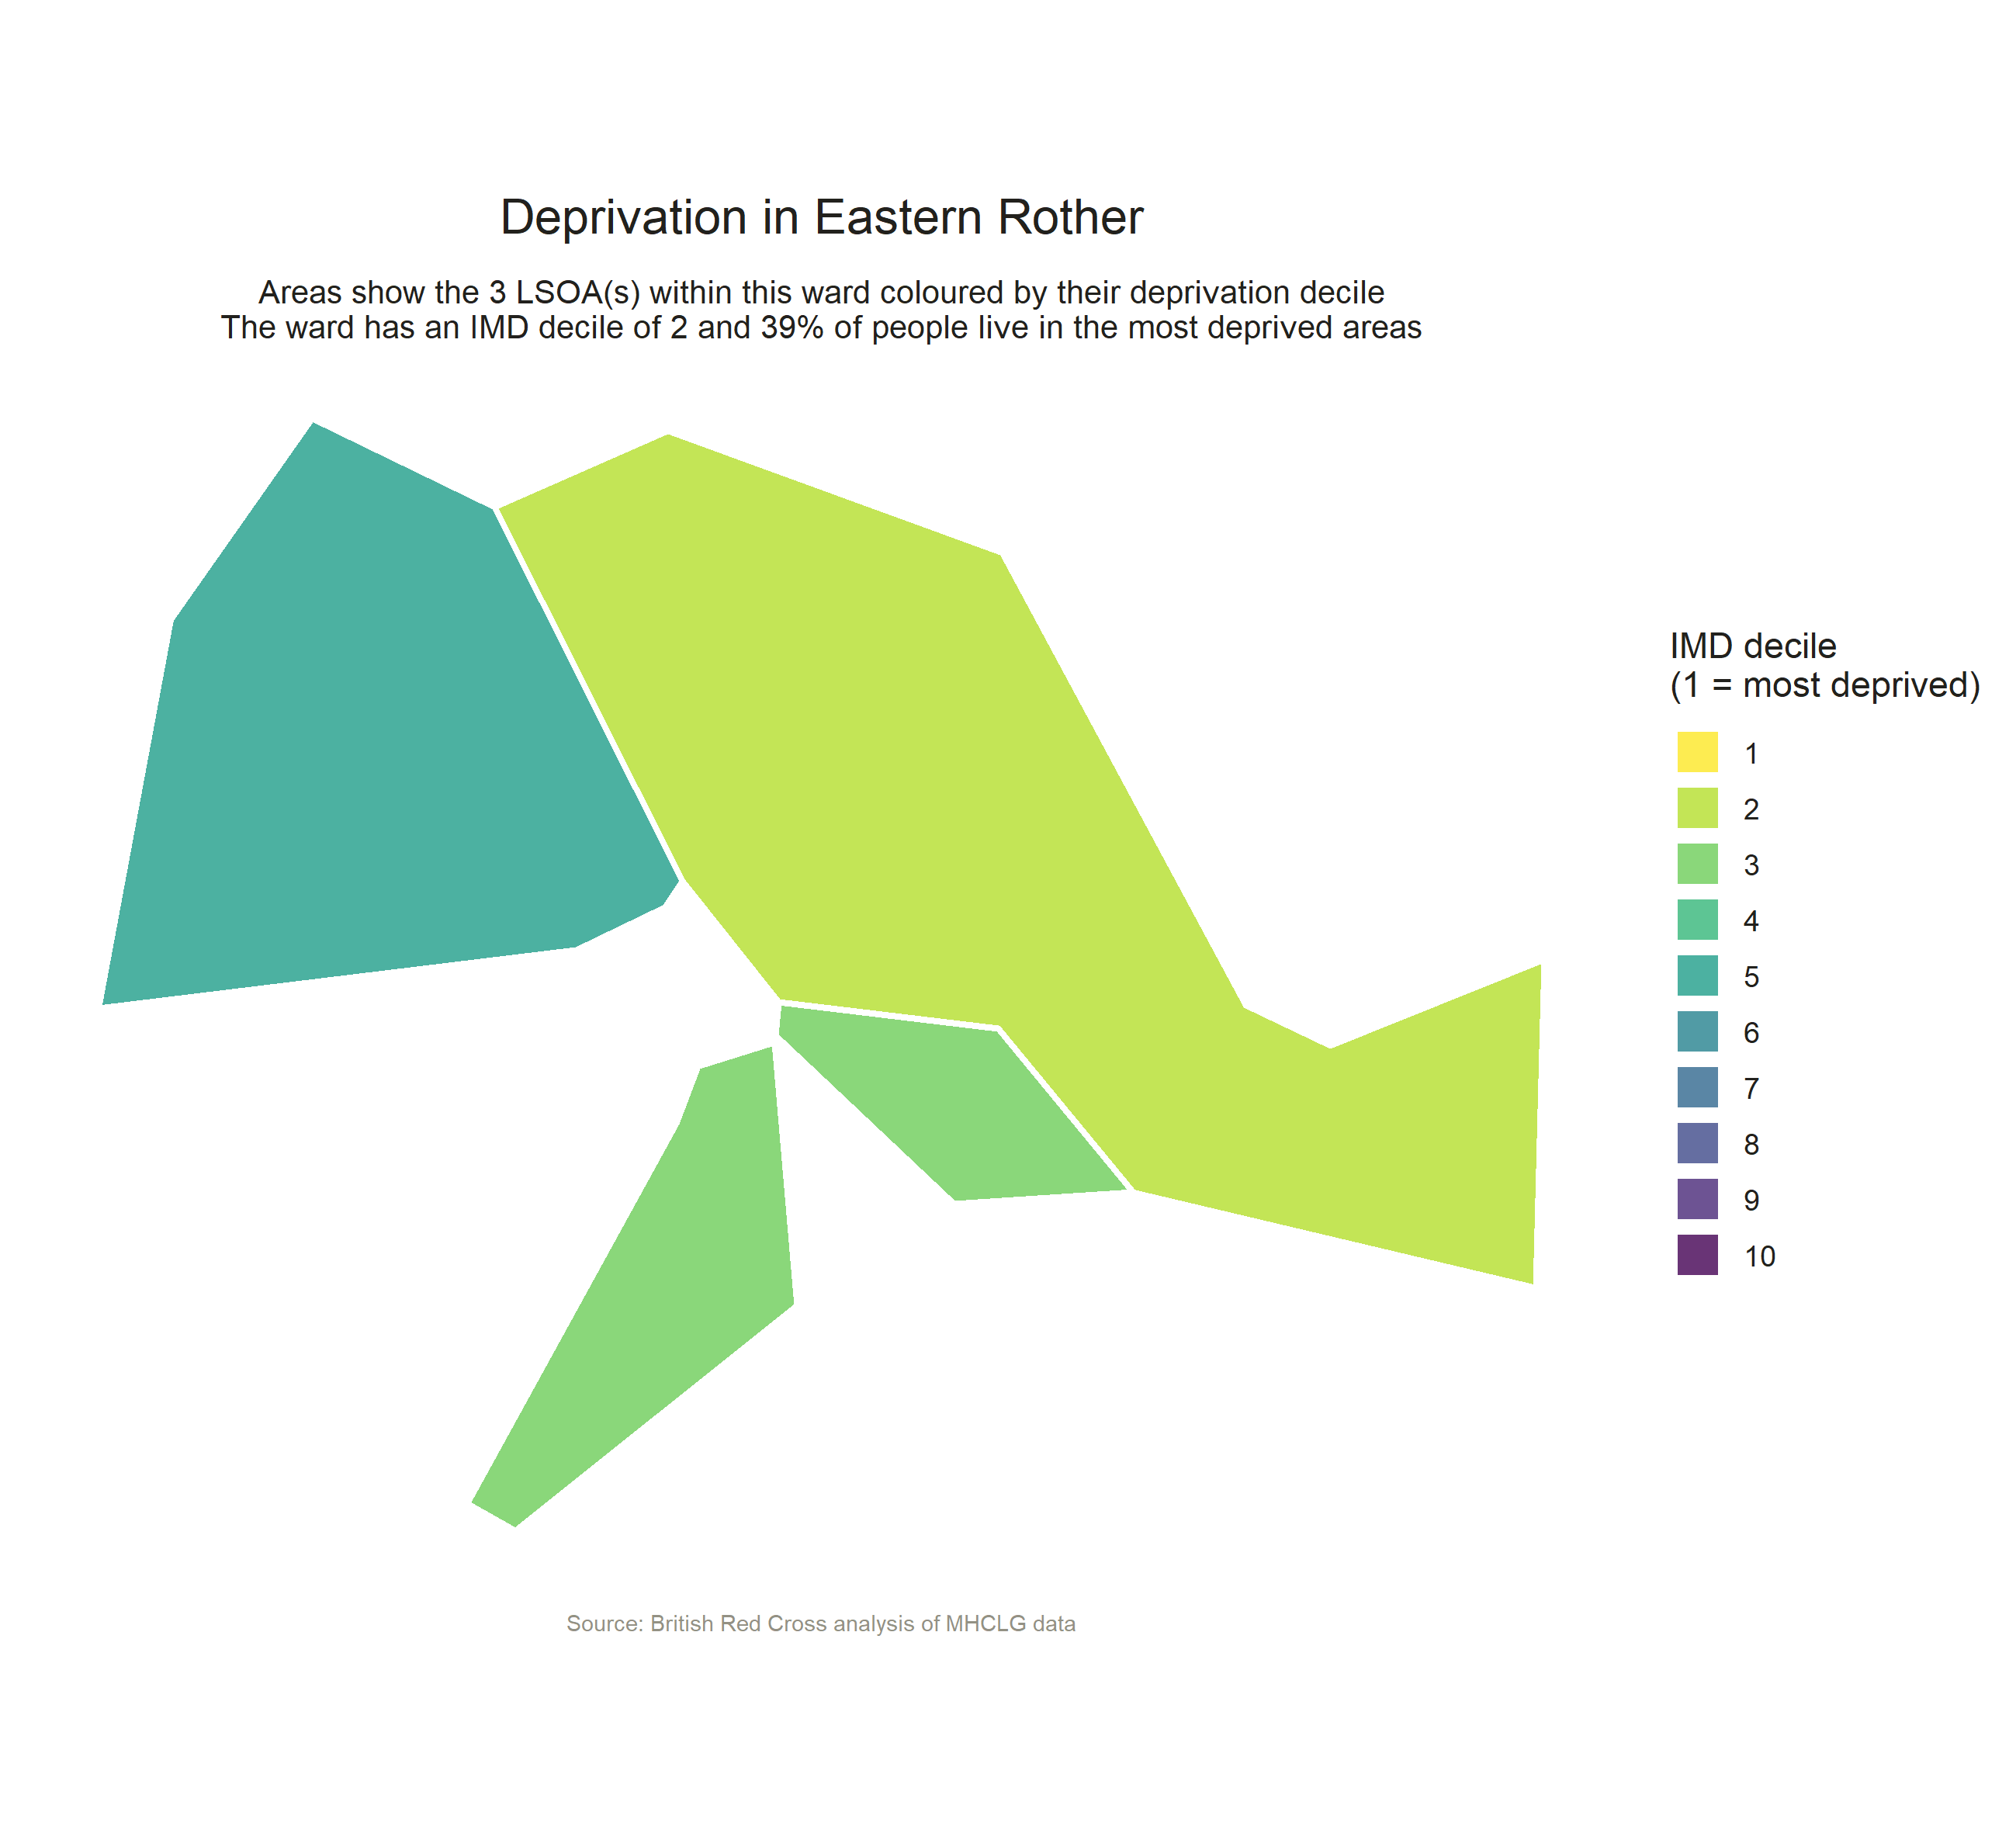 Deprivation in Eastern Rother
Areas show the 3 LSOA(s) within this ward coloured by their deprivation decile
The ward has an IMD decile of 2 and 39% of people live in the most deprived areas
IMD decile
(1 = most deprived)
1
2
3
4
5
6
7
8
9
10
Source: British Red Cross analysis of MHCLG data